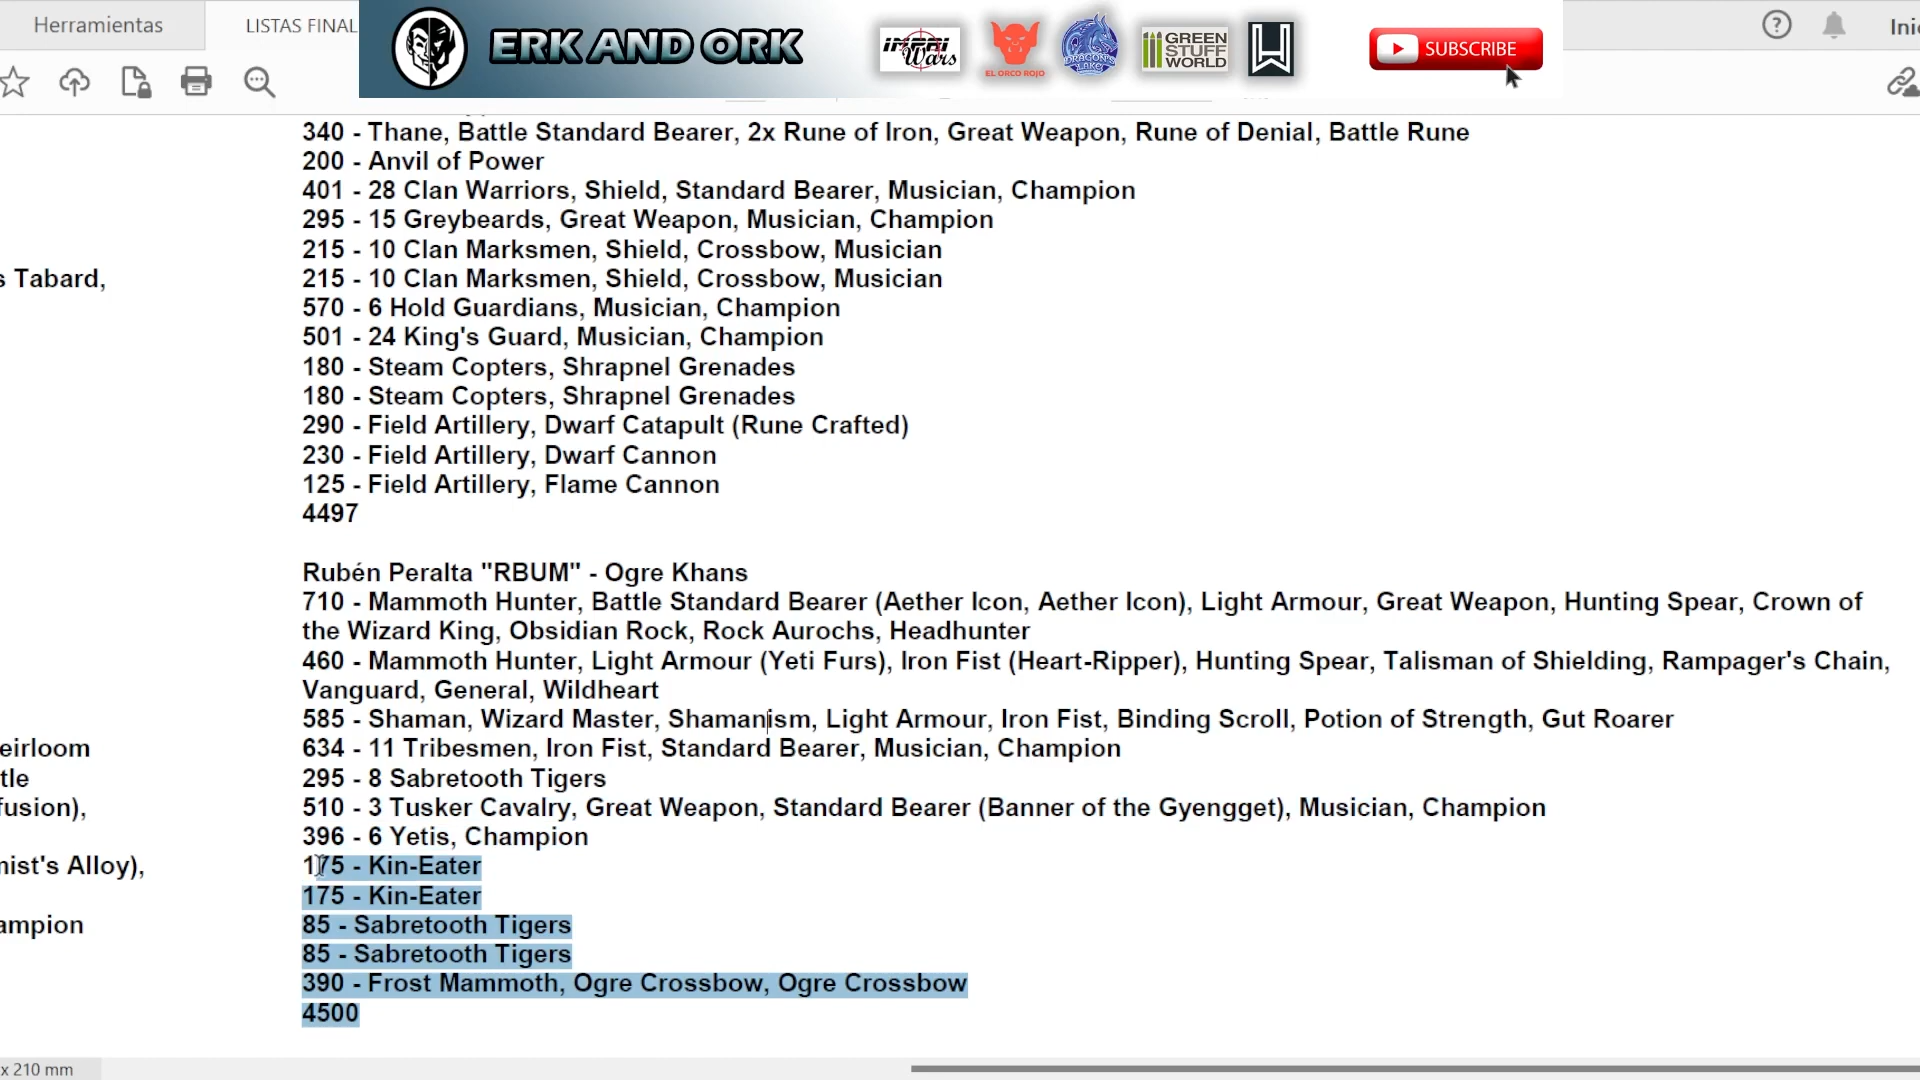 Herramientas
LISTAS FINAL
ERK AND ORK
IMPRI
Wars
EL ORCO ROJO
DRAGON'S
LAKE
GREEN
STUFF
WORLD
SUBSCRIBE
Inic
340 - Thane, Battle Standard Bearer, 2x Rune of Iron, Great Weapon, Rune of Denial, Battle Rune
200 - Anvil of Power
401 - 28 Clan Warriors, Shield, Standard Bearer, Musician, Champion
295 - 15 Greybeards, Great Weapon, Musician, Champion
215 - 10 Clan Marksmen, Shield, Crossbow, Musician
s Tabard,
215 - 10 Clan Marksmen, Shield, Crossbow, Musician
570 - 6 Hold Guardians, Musician, Champion
501 - 24 King's Guard, Musician, Champion
180 - Steam Copters, Shrapnel Grenades
180 - Steam Copters, Shrapnel Grenades
290 - Field Artillery, Dwarf Catapult (Rune Crafted)
230 - Field Artillery, Dwarf Cannon
125 - Field Artillery, Flame Cannon
4497
Rubén Peralta "RBUM" - Ogre Khans
710 - Mammoth Hunter, Battle Standard Bearer (Aether Icon, Aether Icon), Light Armour, Great Weapon, Hunting Spear, Crown of
the Wizard King, Obsidian Rock, Rock Aurochs, Headhunter
460 - Mammoth Hunter, Light Armour (Yeti Furs), Iron Fist (Heart-Ripper), Hunting Spear, Talisman of Shielding, Rampager's Chain,
Vanguard, General, Wildheart
585 - Shaman, Wizard Master, Shamanism, Light Armour, Iron Fist, Binding Scroll, Potion of Strength, Gut Roarer
eirloom
634 - 11 Tribesmen, Iron Fist, Standard Bearer, Musician, Champion
tle
295 - 8 Sabretooth Tigers
fusion),
510 - 3 Tusker Cavalry, Great Weapon, Standard Bearer (Banner of the Gyengget), Musician, Champion
396 - 6 Yetis, Champion
nist's Alloy),
175 - Kin-Eater
175 - Kin-Eater
ampion
85 - Sabretooth Tigers
85 - Sabretooth Tigers
390 - Frost Mammoth, Ogre Crossbow, Ogre Crossbow
4500
x 210 mm